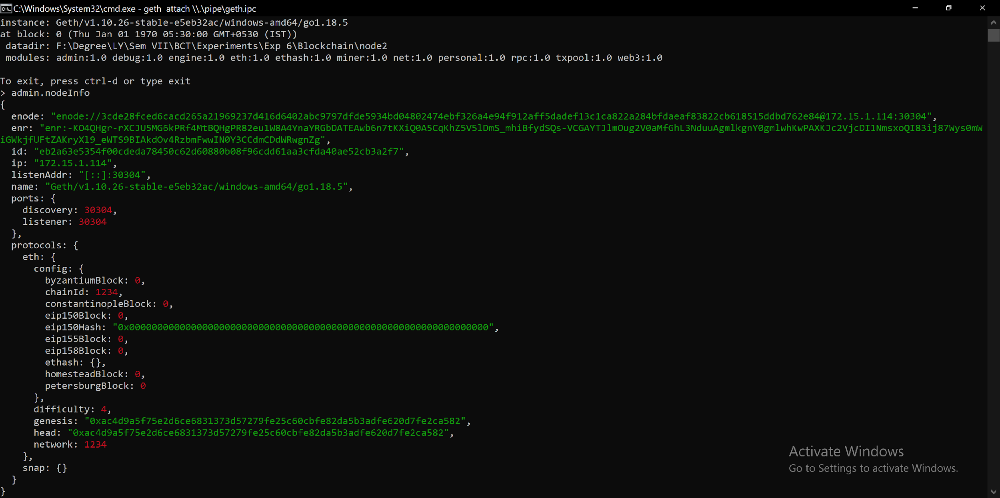 C:\Windows\System32\cmd.exe - geth  attach \\.\pipe\geth.ipc
instance: Geth/v1.10.26-stable-e5eb32ac/windows-amd64/go1.18.5
at block: 0 (Thu Jan 01 1970 05:30:00 GMT+0530 (IST))
 datadir: F:\Degree\LY\Sem VII\BCT\Experiments\Exp 6\Blockchain\node2
 modules: admin:1.0 debug:1.0 engine:1.0 eth:1.0 ethash:1.0 miner:1.0 net:1.0 personal:1.0 rpc:1.0 txpool:1.0 web3:1.0
To exit, press ctrl-d or type exit
> admin.nodeInfo
{
  enode: "enode://3cde28fced6cacd265a21969237d416d6402abc9797dfde5934bd04802474ebf326a4e94f912aff5dadef13c1ca822a284bfdaeaf83822cb618515ddbd762e84@172.15.1.114:30304",
  enr: "enr:-KO4QHgr-rXCJU5MG6kPRf4MtBQHgPR82eu1W8A4YnaYRGbDATEAwb6n7tKXiQ0A5CqKhZ5V5lDmS_mhiBfydSQs-VCGAYTJlmOug2V0aMfGhL3NduuAgmlkgnY0gmlwhKwPAXKJc2VjcDI1NmsxoQI83ij87Wys0mW
iGWkjfUFtZAKryXl9_eWTS9BIAkdOv4RzbmFwwIN0Y3CCdmCDdWRwgnZg",
  id: "eb2a63e5354f00cdeda78450c62d60880b08f96cdd61aa3cfda40ae52cb3a2f7",
  ip: "172.15.1.114",
  listenAddr: "[::]:30304",
  name: "Geth/v1.10.26-stable-e5eb32ac/windows-amd64/go1.18.5",
  ports: {
    discovery: 30304,
    listener: 30304
  },
  protocols: {
    eth: {
      config: {
        byzantiumBlock: 0,
        chainId: 1234,
        constantinopleBlock: 0,
        eip150Block: 0,
        eip150Hash: "0x0000000000000000000000000000000000000000000000000000000000000000",
        eip155Block: 0,
        eip158Block: 0,
        ethash: {},
        homesteadBlock: 0,
        petersburgBlock: 0
      },
      difficulty: 4,
      genesis: "0xac4d9a5f75e2d6ce6831373d57279fe25c60cbfe82da5b3adfe620d7fe2ca582",
      head: "0xac4d9a5f75e2d6ce6831373d57279fe25c60cbfe82da5b3adfe620d7fe2ca582",
      network: 1234
    },
    snap: {}
  }
}
Activate Windows
Go to Settings to activate Windows.